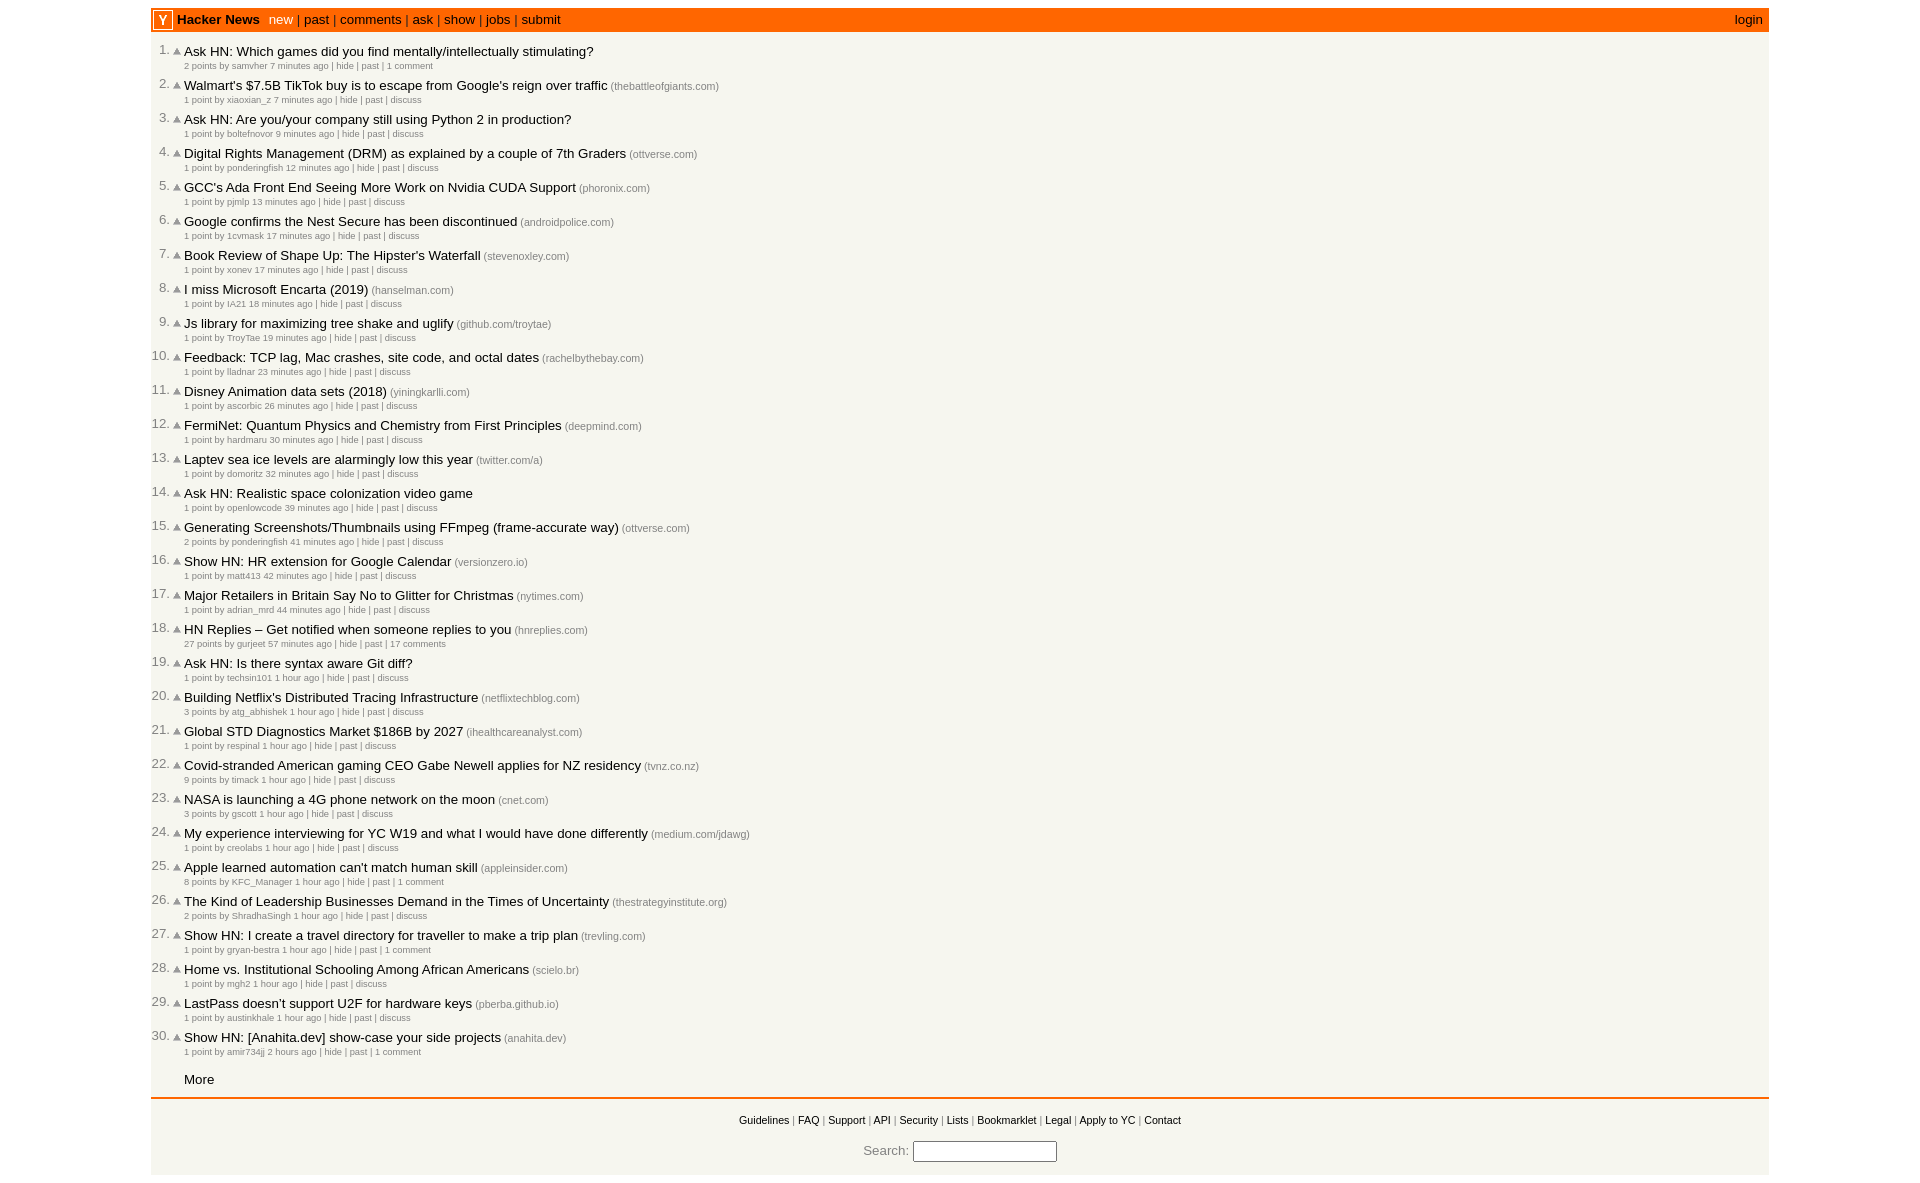 Y Hacker News new | past | comments | ask | show | jobs | submit login
1. Ask HN: Which games did you find mentally/intellectually stimulating?
2 points by samvher 7 minutes ago | hide | past | 1 comment
2. Walmart's $7.5B TikTok buy is to escape from Google's reign over traffic (thebattleofgiants.com)
1 point by xiaoxian_z 7 minutes ago | hide | past | discuss
3. Ask HN: Are you/your company still using Python 2 in production?
1 point by boltefnovor 9 minutes ago | hide | past | discuss
4. Digital Rights Management (DRM) as explained by a couple of 7th Graders (ottverse.com)
1 point by ponderingfish 12 minutes ago | hide | past | discuss
5. GCC's Ada Front End Seeing More Work on Nvidia CUDA Support (phoronix.com)
1 point by pjmlp 13 minutes ago | hide | past | discuss
6. Google confirms the Nest Secure has been discontinued (androidpolice.com)
1 point by 1cvmask 17 minutes ago | hide | past | discuss
7. Book Review of Shape Up: The Hipster's Waterfall (stevenoxley.com)
1 point by xonev 17 minutes ago | hide | past | discuss
8. I miss Microsoft Encarta (2019) (hanselman.com)
1 point by IA21 18 minutes ago | hide | past | discuss
9. Js library for maximizing tree shake and uglify (github.com/troytae)
1 point by TroyTae 19 minutes ago | hide | past | discuss
10. Feedback: TCP lag, Mac crashes, site code, and octal dates (rachelbythebay.com)
1 point by lladnar 23 minutes ago | hide | past | discuss
11. Disney Animation data sets (2018) (yiningkarlli.com)
1 point by ascorbic 26 minutes ago | hide | past | discuss
12. FermiNet: Quantum Physics and Chemistry from First Principles (deepmind.com)
1 point by hardmaru 30 minutes ago | hide | past | discuss
13. Laptev sea ice levels are alarmingly low this year (twitter.com/a)
1 point by domoritz 32 minutes ago | hide | past | discuss
14. Ask HN: Realistic space colonization video game
1 point by openlowcode 39 minutes ago | hide | past | discuss
15. Generating Screenshots/Thumbnails using FFmpeg (frame-accurate way) (ottverse.com)
2 points by ponderingfish 41 minutes ago | hide | past | discuss
16. Show HN: HR extension for Google Calendar (versionzero.io)
1 point by matt413 42 minutes ago | hide | past | discuss
17. Major Retailers in Britain Say No to Glitter for Christmas (nytimes.com)
1 point by adrian_mrd 44 minutes ago | hide | past | discuss
18. HN Replies – Get notified when someone replies to you (hnreplies.com)
27 points by gurjeet 57 minutes ago | hide | past | 17 comments
19. Ask HN: Is there syntax aware Git diff?
1 point by techsin101 1 hour ago | hide | past | discuss
20. Building Netflix's Distributed Tracing Infrastructure (netflixtechblog.com)
3 points by atg_abhishek 1 hour ago | hide | past | discuss
21. Global STD Diagnostics Market $186B by 2027 (ihealthcareanalyst.com)
1 point by respinal 1 hour ago | hide | past | discuss
22. Covid-stranded American gaming CEO Gabe Newell applies for NZ residency (tvnz.co.nz)
9 points by timack 1 hour ago | hide | past | discuss
23. NASA is launching a 4G phone network on the moon (cnet.com)
3 points by gscott 1 hour ago | hide | past | discuss
24. My experience interviewing for YC W19 and what I would have done differently (medium.com/jdawg)
1 point by creolabs 1 hour ago | hide | past | discuss
25. Apple learned automation can't match human skill (appleinsider.com)
8 points by KFC_Manager 1 hour ago | hide | past | 1 comment
26. The Kind of Leadership Businesses Demand in the Times of Uncertainty (thestrategyinstitute.org)
2 points by ShradhaSingh 1 hour ago | hide | past | discuss
27. Show HN: I create a travel directory for traveller to make a trip plan (trevling.com)
1 point by gryan-bestra 1 hour ago | hide | past | 1 comment
28. Home vs. Institutional Schooling Among African Americans (scielo.br)
1 point by mgh2 1 hour ago | hide | past | discuss
29. LastPass doesn't support U2F for hardware keys (pberba.github.io)
1 point by austinkhale 1 hour ago | hide | past | discuss
30. Show HN: [Anahita.dev] show-case your side projects (anahita.dev)
1 point by amir734jj 2 hours ago | hide | past | 1 comment
More
Guidelines | FAQ | Support | API | Security | Lists | Bookmarklet | Legal | Apply to YC | Contact
Search: